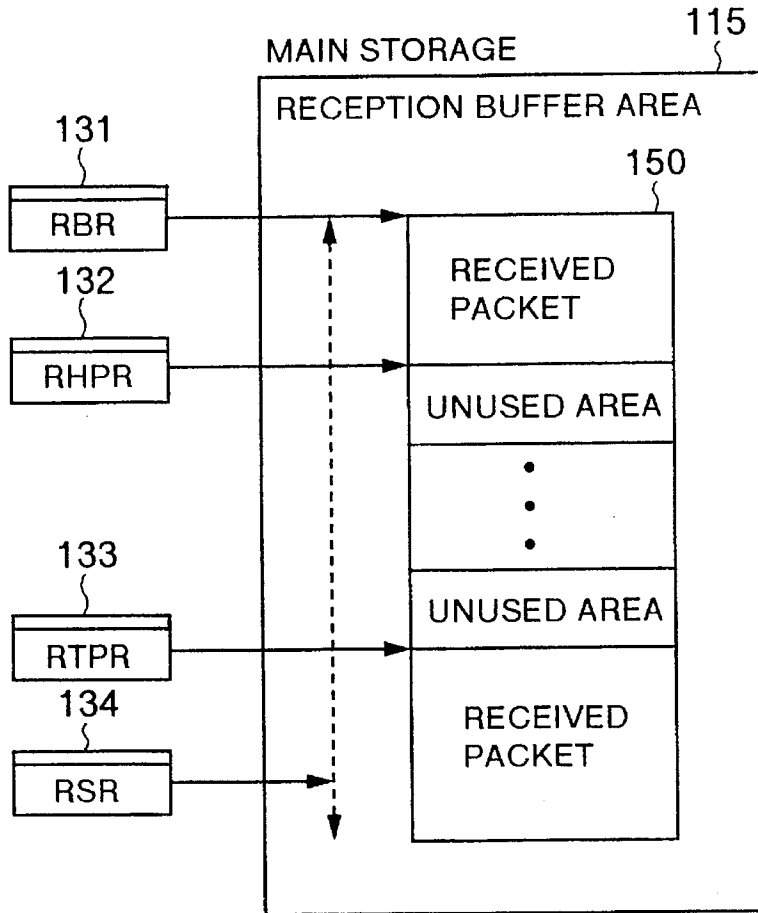 115
MAIN STORAGE
RECEPTION BUFFER AREA
131
150
RBR
RECEIVED
PACKET
132
RHPR
UNUSED AREA
133
UNUSED AREA
RTPR
134
RECEIVED
PACKET
RSR